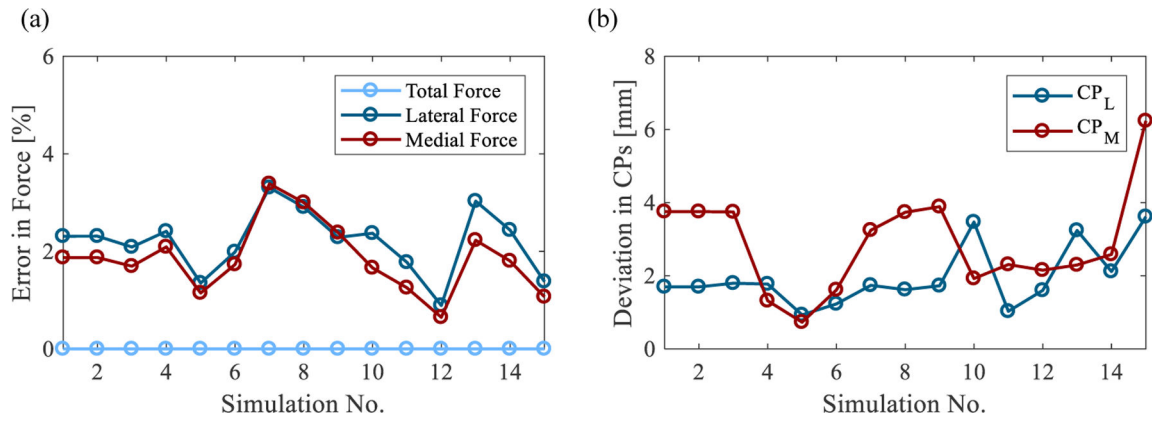 (a)
6
4
2
0
Error in Force [%]
Total Force
Lateral Force
Medial Force
2 4 6 8 10 12 14
Simulation No.
(b)
8
6
4
2
0
Deviation in CPs [mm]
CP_L
CP_M
2 4 6 8 10 12 14
Simulation No.